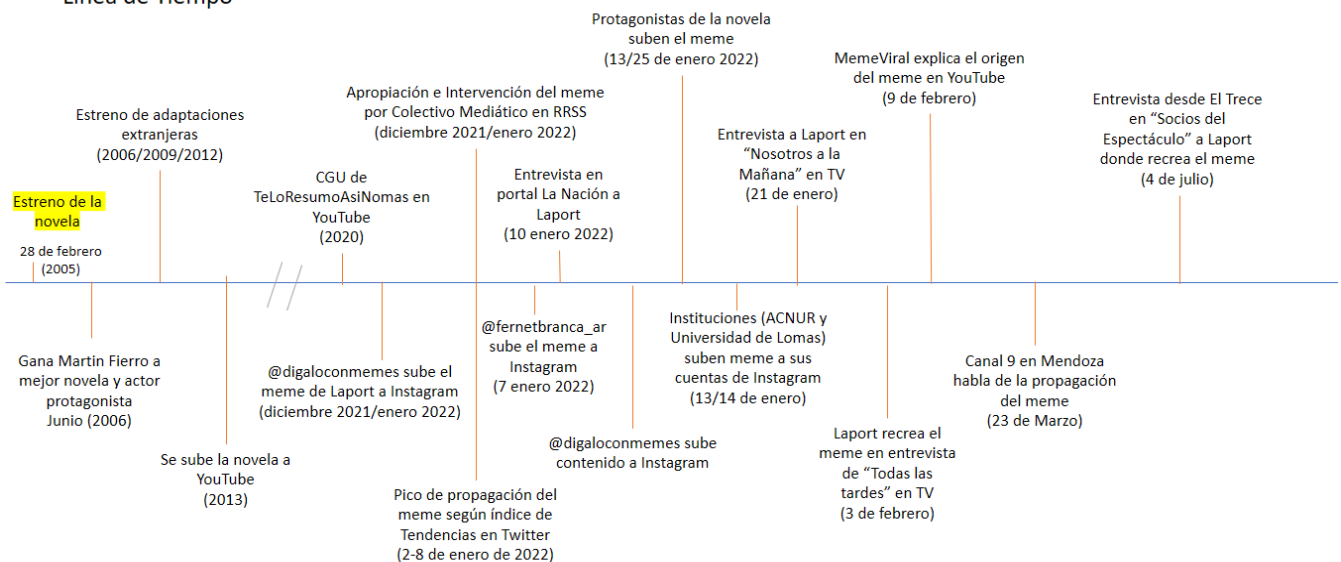 Línea de Tiempo
Protagonistas de la novela
suben el meme
(13/25 de enero 2022)
MemeViral explica el origen
del meme en YouTube
(9 de febrero)
Apropiación e Intervención del meme
por Colectivo Mediático en RRSS
(diciembre 2021/enero 2022)
Entrevista desde El Trece
en “Socios del
Espectáculo” a Laport
donde recrea el meme
(4 de julio)
Estreno de adaptaciones
extranjeras
(2006/2009/2012)
Entrevista a Laport en
“Nosotros a la
Mañana” en TV
(21 de enero)
CGU de
TeLoResumoAsiNomas en
YouTube
(2020)
Entrevista en
portal La Nación a
Laport
(10 enero 2022)
Estreno de la
novela
28 de febrero
(2005)
Gana Martin Fierro a
mejor novela y actor
protagonista
Junio (2006)
Se sube la novela a
YouTube
(2013)
@digaloconmemes sube el
meme de Laport a Instagram
(diciembre 2021/enero 2022)
Pico de propagación del
meme según índice de
Tendencias en Twitter
(2-8 de enero de 2022)
@fernetbranca_ar
sube el meme a
Instagram
(7 enero 2022)
@digaloconmemes sube
contenido a Instagram
Instituciones (ACNUR y
Universidad de Lomas)
suben meme a sus
cuentas de Instagram
(13/14 de enero)
Laport recrea el
meme en entrevista
de “Todas las
tardes” en TV
(3 de febrero)
Canal 9 en Mendoza
habla de la propagación
del meme
(23 de Marzo)